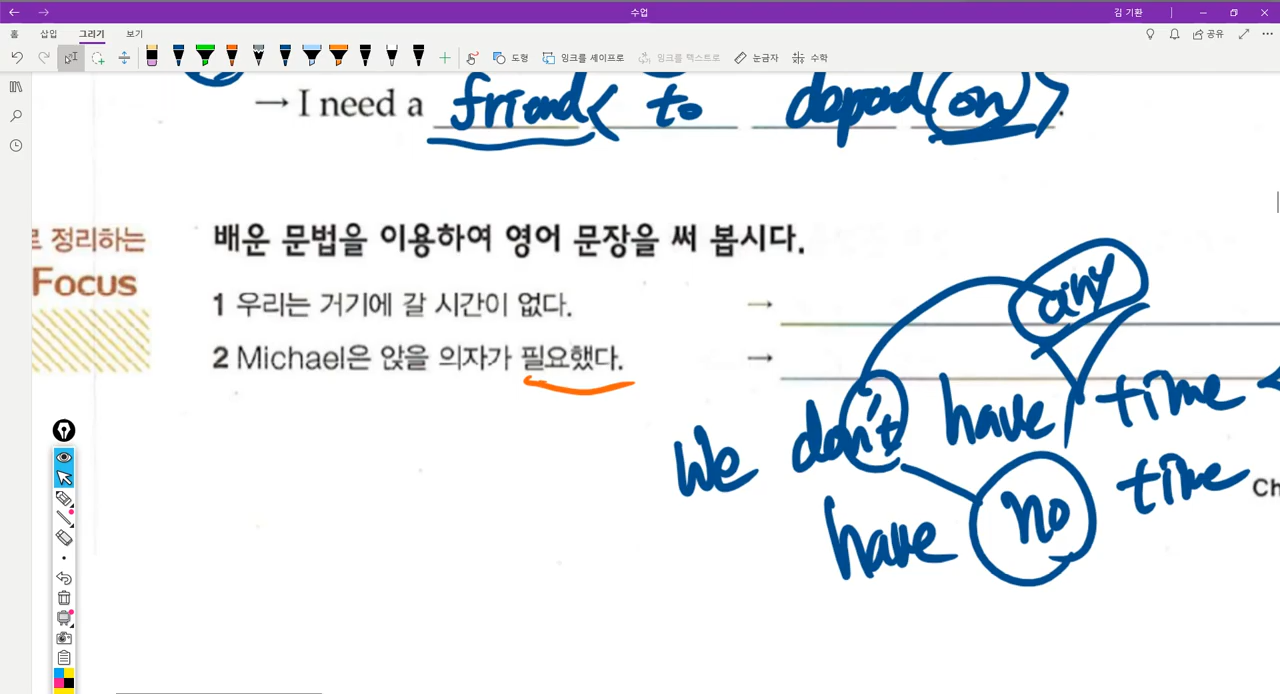 수업
김 기환
홈 삽입 그리기 보기
공유
도형 잉크를 셰이프로 잉크를 텍스트로 눈금자 수학
→ I need a friend < to depend (on) >.
로 정리하는
Focus
배운 문법을 이용하여 영어 문장을 써 봅시다.
any
1 우리는 거기에 갈 시간이 없다. →
2 Michael은 앉을 의자가 필요했다. →
We don't have time <
have no time
Ch